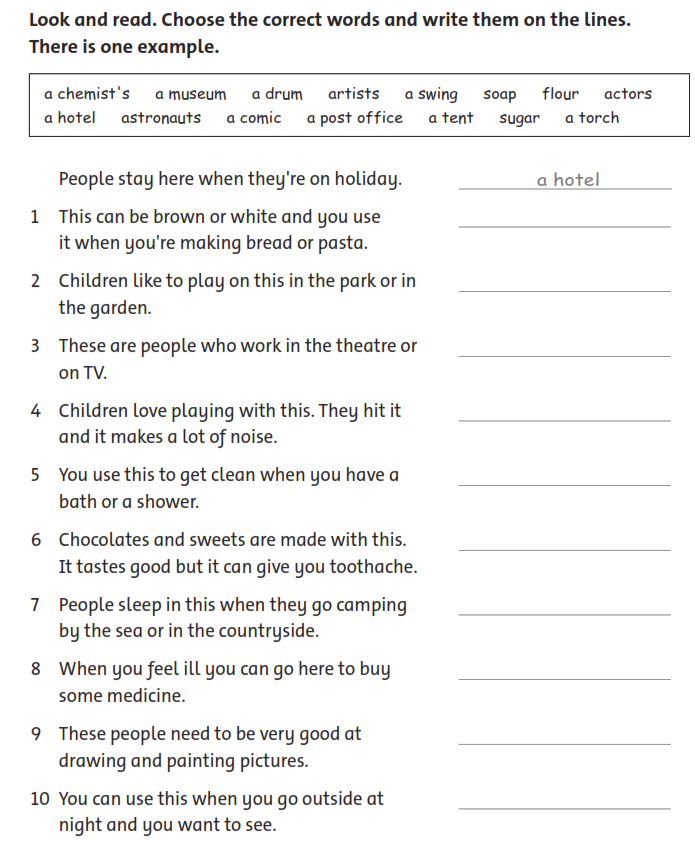 Look and read. Choose the correct words and write them on the lines.
There is one example.
a chemist's a museum a drum artists a swing soap flour actors
a hotel astronauts a comic a post office a tent sugar a torch
People stay here when they're on holiday. a hotel
1 This can be brown or white and you use
it when you're making bread or pasta.
2 Children like to play on this in the park or in
the garden.
3 These are people who work in the theatre or
on TV.
4 Children love playing with this. They hit it
and it makes a lot of noise.
5 You use this to get clean when you have a
bath or a shower.
6 Chocolates and sweets are made with this.
It tastes good but it can give you toothache.
7 People sleep in this when they go camping
by the sea or in the countryside.
8 When you feel ill you can go here to buy
some medicine.
9 These people need to be very good at
drawing and painting pictures.
10 You can use this when you go outside at
night and you want to see.